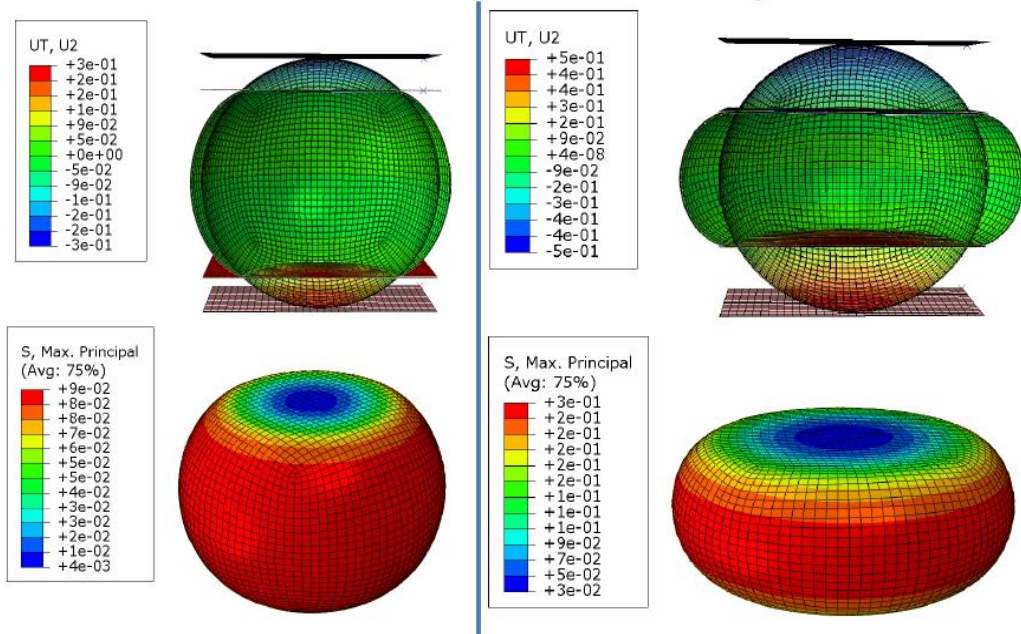 UT, U2
+3e-01
+2e-01
+2e-01
+1e-01
+9e-02
+5e-02
+0e+00
-5e-02
-9e-02
-1e-01
-2e-01
-2e-01
-3e-01
UT, U2
+5e-01
+4e-01
+4e-01
+3e-01
+2e-01
+9e-02
+4e-08
-9e-02
-2e-01
-3e-01
-4e-01
-4e-01
-5e-01
S, Max. Principal
(Avg: 75%)
+9e-02
+8e-02
+8e-02
+7e-02
+6e-02
+5e-02
+5e-02
+4e-02
+3e-02
+3e-02
+2e-02
+1e-02
+4e-03
S, Max. Principal
(Avg: 75%)
+3e-01
+2e-01
+2e-01
+2e-01
+2e-01
+2e-01
+1e-01
+1e-01
+1e-01
+9e-02
+7e-02
+5e-02
+3e-02